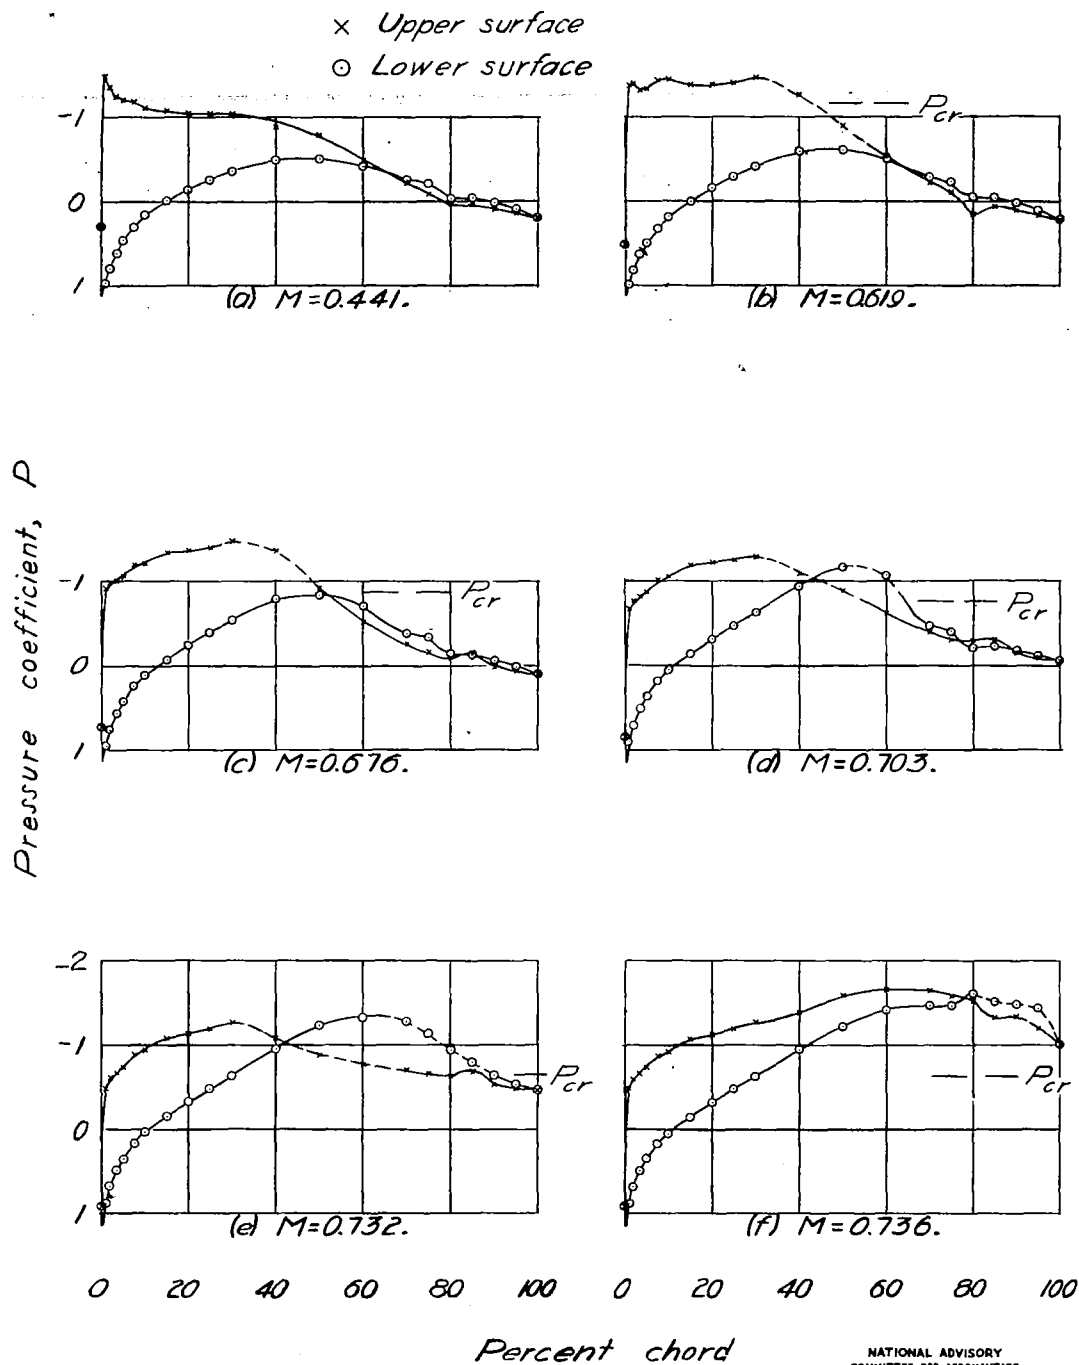 × Upper surface
⊙ Lower surface
-1
0
1
(a) M=0.441.
P_cr
(b) M=0.619.
Pressure coefficient, P
-1
0
1
P_cr
(c) M=0.676.
P_cr
(d) M=0.703.
-2
-1
0
1
P_cr
(e) M=0.732.
P_cr
(f) M=0.736.
0 20 40 60 80 100
0 20 40 60 80 100
Percent chord
NATIONAL ADVISORY